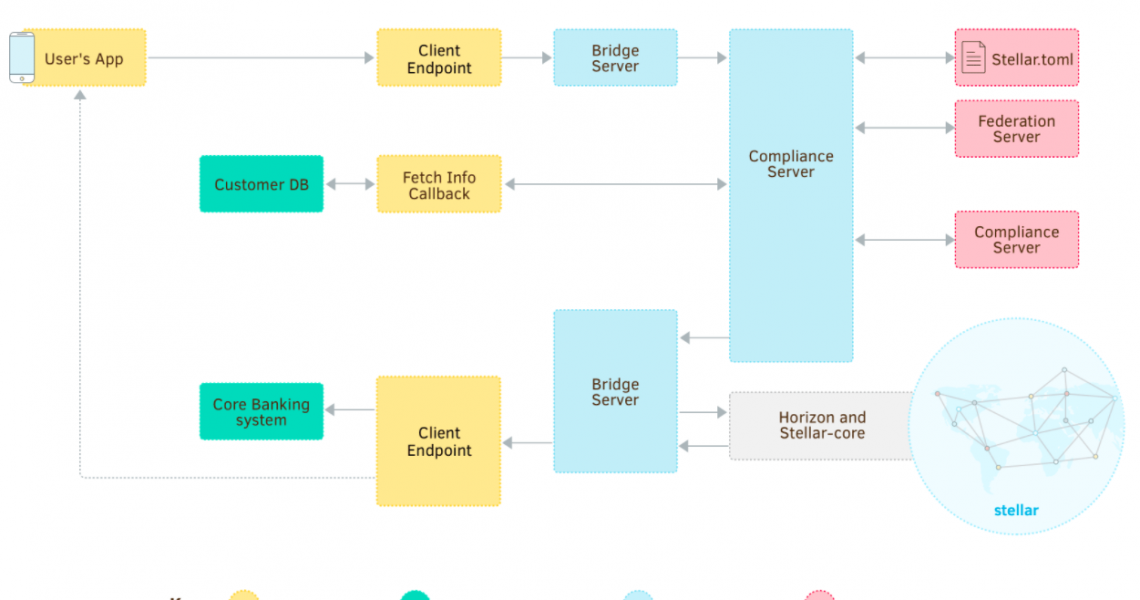 User's App
Client
Endpoint
Bridge
Server
Stellar.toml
Federation
Server
Compliance
Server
Customer DB
Fetch Info
Callback
Compliance
Server
Bridge
Server
Core Banking
system
Client
Endpoint
Horizon and
Stellar-core
stellar